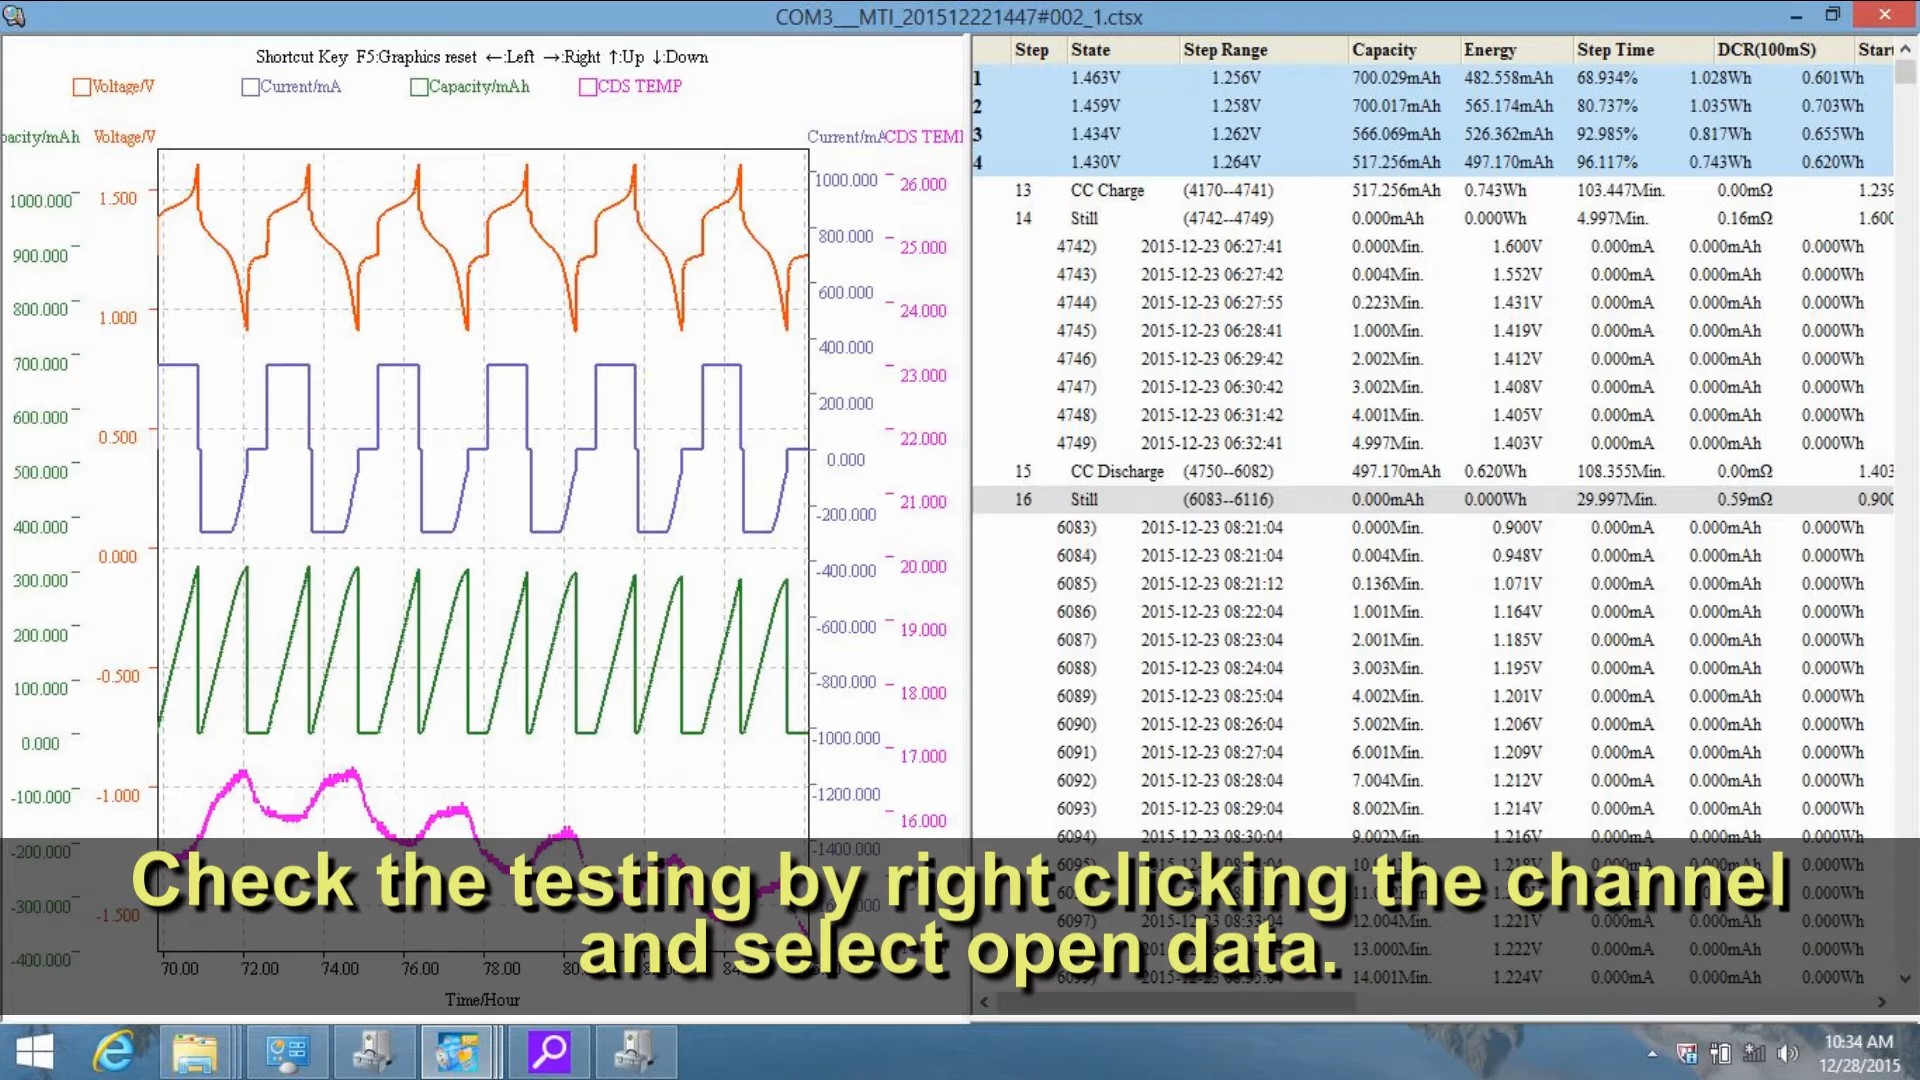 COM3___MTI_201512221447#002_1.ctsx
Shortcut Key F5:Graphics reset ←:Left →:Right ↑:Up ↓:Down
Voltage/V Current/mA Capacity/mAh CDS TEMP
pacity/mAh Voltage/V Current/mA CDS TEM
1000.000 900.000 800.000 700.000 600.000 500.000 400.000 300.000 200.000 100.000 0.000 -100.000 -200.000 -300.000 -400.000
1.500 1.000 0.500 0.000 -0.500 -1.000 -1.500
1000.000 800.000 600.000 400.000 200.000 0.000 -200.000 -400.000 -600.000 -800.000 -1000.000 -1200.000 -1400.000
26.000 25.000 24.000 23.000 22.000 21.000 20.000 19.000 18.000 17.000 16.000
70.00 72.00 74.00 76.00 78.00
Time/Hour
Step State Step Range Capacity Energy Step Time DCR(100mS) Start
1 1.463V 1.256V 700.029mAh 482.558mAh 68.934% 1.028Wh 0.601Wh
2 1.459V 1.258V 700.017mAh 565.174mAh 80.737% 1.035Wh 0.703Wh
3 1.434V 1.262V 566.069mAh 526.362mAh 92.985% 0.817Wh 0.655Wh
4 1.430V 1.264V 517.256mAh 497.170mAh 96.117% 0.743Wh 0.620Wh
13 CC Charge (4170--4741) 517.256mAh 0.743Wh 103.447Min. 0.00mΩ 1.239
14 Still (4742--4749) 0.000mAh 0.000Wh 4.997Min. 0.16mΩ 1.600
4742) 2015-12-23 06:27:41 0.000Min. 1.600V 0.000mA 0.000mAh 0.000Wh
4743) 2015-12-23 06:27:42 0.004Min. 1.552V 0.000mA 0.000mAh 0.000Wh
4744) 2015-12-23 06:27:55 0.223Min. 1.431V 0.000mA 0.000mAh 0.000Wh
4745) 2015-12-23 06:28:41 1.000Min. 1.419V 0.000mA 0.000mAh 0.000Wh
4746) 2015-12-23 06:29:42 2.002Min. 1.412V 0.000mA 0.000mAh 0.000Wh
4747) 2015-12-23 06:30:42 3.002Min. 1.408V 0.000mA 0.000mAh 0.000Wh
4748) 2015-12-23 06:31:42 4.001Min. 1.405V 0.000mA 0.000mAh 0.000Wh
4749) 2015-12-23 06:32:41 4.997Min. 1.403V 0.000mA 0.000mAh 0.000Wh
15 CC Discharge (4750--6082) 497.170mAh 0.620Wh 108.355Min. 0.00mΩ 1.403
16 Still (6083--6116) 0.000mAh 0.000Wh 29.997Min. 0.59mΩ 0.900
6083) 2015-12-23 08:21:04 0.000Min. 0.900V 0.000mA 0.000mAh 0.000Wh
6084) 2015-12-23 08:21:04 0.004Min. 0.948V 0.000mA 0.000mAh 0.000Wh
6085) 2015-12-23 08:21:12 0.136Min. 1.071V 0.000mA 0.000mAh 0.000Wh
6086) 2015-12-23 08:22:04 1.001Min. 1.164V 0.000mA 0.000mAh 0.000Wh
6087) 2015-12-23 08:23:04 2.001Min. 1.185V 0.000mA 0.000mAh 0.000Wh
6088) 2015-12-23 08:24:04 3.003Min. 1.195V 0.000mA 0.000mAh 0.000Wh
6089) 2015-12-23 08:25:04 4.002Min. 1.201V 0.000mA 0.000mAh 0.000Wh
6090) 2015-12-23 08:26:04 5.002Min. 1.206V 0.000mA 0.000mAh 0.000Wh
6091) 2015-12-23 08:27:04 6.001Min. 1.209V 0.000mA 0.000mAh 0.000Wh
6092) 2015-12-23 08:28:04 7.004Min. 1.212V 0.000mA 0.000mAh 0.000Wh
6093) 2015-12-23 08:29:04 8.002Min. 1.214V 0.000mA 0.000mAh 0.000Wh
6094) 2015-12-23 08:30:04 9.002Min. 1.216V 0.000mA 0.000mAh 0.000Wh
6097) 12.004Min. 1.221V 0.000mA 0.000mAh 0.000Wh
13.000Min. 1.222V 0.000mA 0.000mAh 0.000Wh
14.001Min. 1.224V 0.000mA 0.000mAh 0.000Wh
Check the testing by right clicking the channel
and select open data.
10:34 AM
12/28/2015